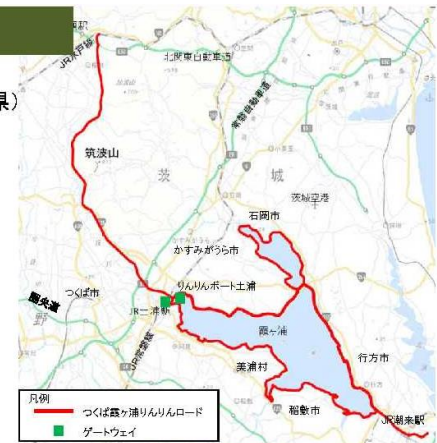 県)
JR水戸線
北関東自動車道
常磐自動車道
筑波山
茨
城
茨城空港
石岡市
かすみがうら市
りんりんポート土浦
つくば市
圏央道
JR土浦駅
JR常磐線
霞ヶ浦
行方市
美浦村
稲敷市
JR潮来駅
凡例
つくば霞ヶ浦りんりんロード
ゲートウェイ